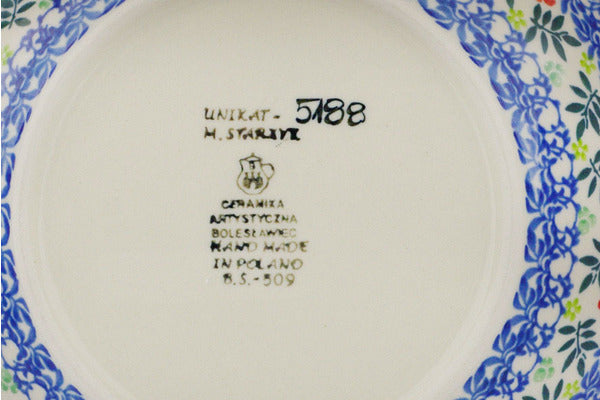 UNIKAT - 5188
M. STARZYK
CERAMIKA
ARTYSTYCZNA
BOLESŁAWIEC
HAND MADE
IN POLAND
B.S.-509